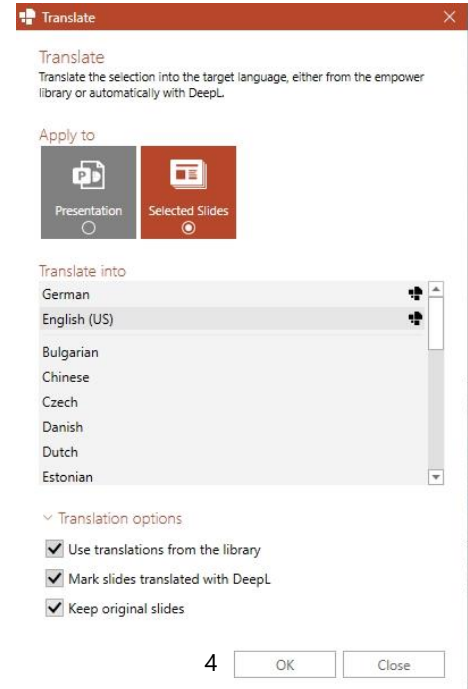 Translate
Translate
Translate the selection into the target language, either from the empower
library or automatically with DeepL.
Apply to
Presentation
Selected Slides
Translate into
German
English (US)
Bulgarian
Chinese
Czech
Danish
Dutch
Estonian
Translation options
Use translations from the library
Mark slides translated with DeepL
Keep original slides
4 OK Close